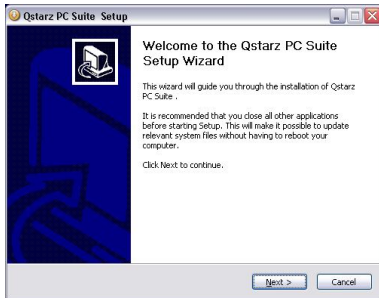 Qstarz PC Suite Setup
Welcome to the Qstarz PC Suite
Setup Wizard
This wizard will guide you through the installation of Qstarz
PC Suite .
It is recommended that you close all other applications
before starting Setup. This will make it possible to update
relevant system files without having to reboot your
computer.
Click Next to continue.
Next >
Cancel